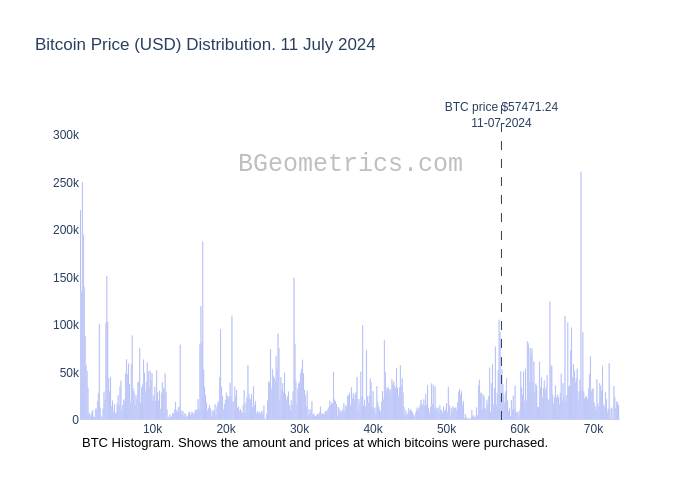 Bitcoin Price (USD) Distribution. 11 July 2024
BTC price $57471.24
11-07-2024
300k
BGeometrics.com
250k
200k
150k
100k
50k
0
10k 20k 30k 40k 50k 60k 70k
BTC Histogram. Shows the amount and prices at which bitcoins were purchased.